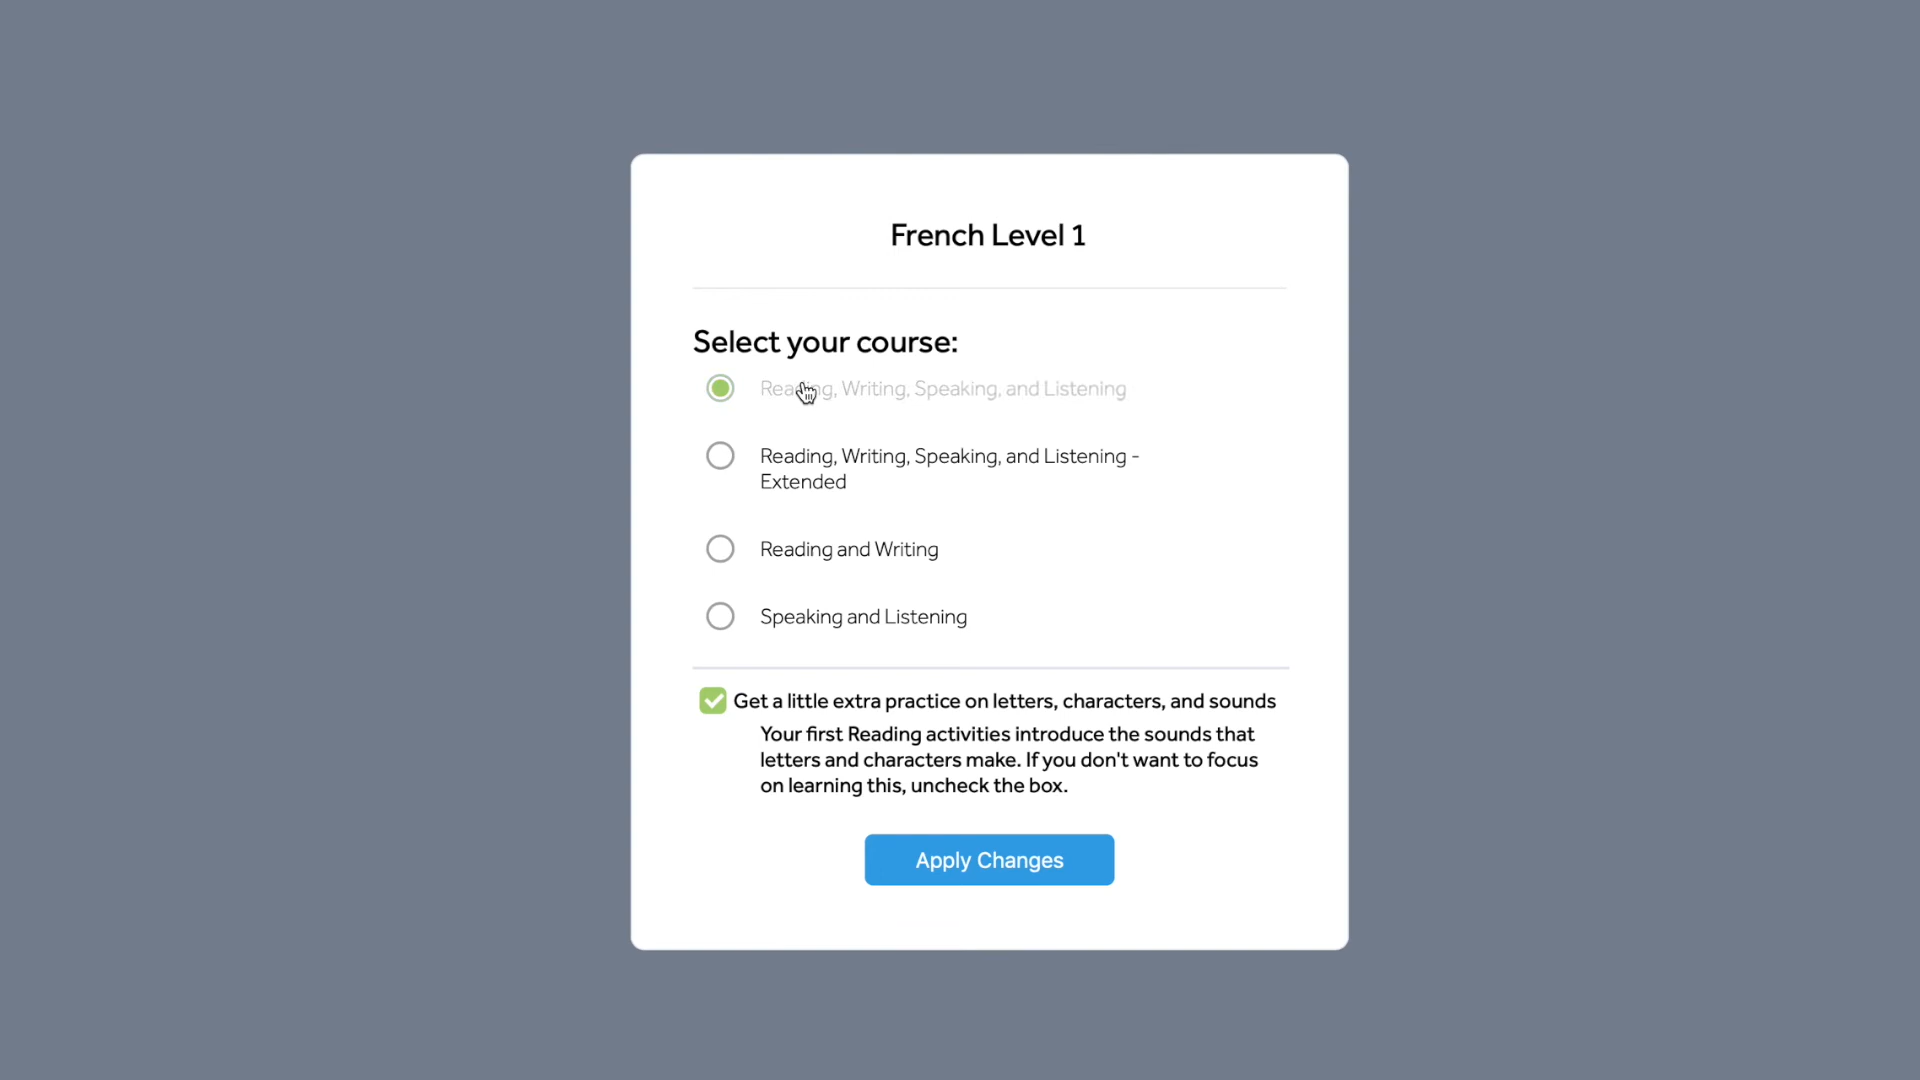 French Level 1
Select your course:
Reading, Writing, Speaking, and Listening
Reading, Writing, Speaking, and Listening -
Extended
Reading and Writing
Speaking and Listening
Get a little extra practice on letters, characters, and sounds
Your first Reading activities introduce the sounds that
letters and characters make. If you don't want to focus
on learning this, uncheck the box.
Apply Changes